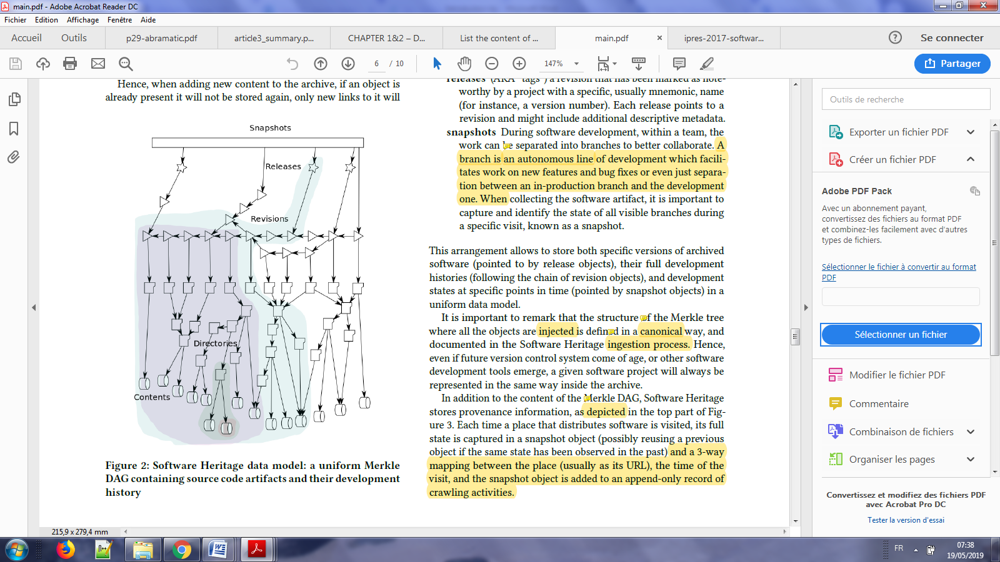 main.pdf - Adobe Acrobat Reader DC
Fichier Edition Affichage Fenêtre Aide
Accueil Outils p29-abramatic.pdf article3_summary.p... CHAPTER 1&2 – D... List the content of ... main.pdf × ipres-2017-softwar... ? Se connecter
6 / 10 147% Partager
Hence, when adding new content to the archive, if an object is
already present it will not be stored again, only new links to it will
Snapshots
Releases
Revisions
Directories
Contents
Figure 2: Software Heritage data model: a uniform Merkle
DAG containing source code artifacts and their development
history
releases (AKA "tags") a revision that has been marked as note-
worthy by a project with a specific, usually mnemonic, name
(for instance, a version number). Each release points to a
revision and might include additional descriptive metadata.
snapshots During software development, within a team, the
work can be separated into branches to better collaborate. A
branch is an autonomous line of development which facili-
tates work on new features and bug fixes or even just separa-
tion between an in-production branch and the development
one. When collecting the software artifact, it is important to
capture and identify the state of all visible branches during
a specific visit, known as a snapshot.
This arrangement allows to store both specific versions of archived
software (pointed to by release objects), their full development
histories (following the chain of revision objects), and development
states at specific points in time (pointed by snapshot objects) in a
uniform data model.
It is important to remark that the structure of the Merkle tree
where all the objects are injected is defined in a canonical way, and
documented in the Software Heritage ingestion process. Hence,
even if future version control system come of age, or other software
development tools emerge, a given software project will always be
represented in the same way inside the archive.
In addition to the content of the Merkle DAG, Software Heritage
stores provenance information, as depicted in the top part of Fig-
ure 3. Each time a place that distributes software is visited, its full
state is captured in a snapshot object (possibly reusing a previous
object if the same state has been observed in the past) and a 3-way
mapping between the place (usually as its URL), the time of the
visit, and the snapshot object is added to an append-only record of
crawling activities.
215,9 x 279,4 mm
Outils de recherche
Exporter un fichier PDF
Créer un fichier PDF
Adobe PDF Pack
Avec un abonnement payant,
convertissez des fichiers au format PDF
et combinez-les facilement avec d'autres
types de fichiers.
Sélectionner le fichier à convertir au format
PDF
Sélectionner un fichier
Modifier le fichier PDF
Commentaire
Combinaison de fichiers
Organiser les pages
Convertissez et modifiez des fichiers PDF
avec Acrobat Pro DC
Tester la version d'essai
FR 07:38
19/05/2019